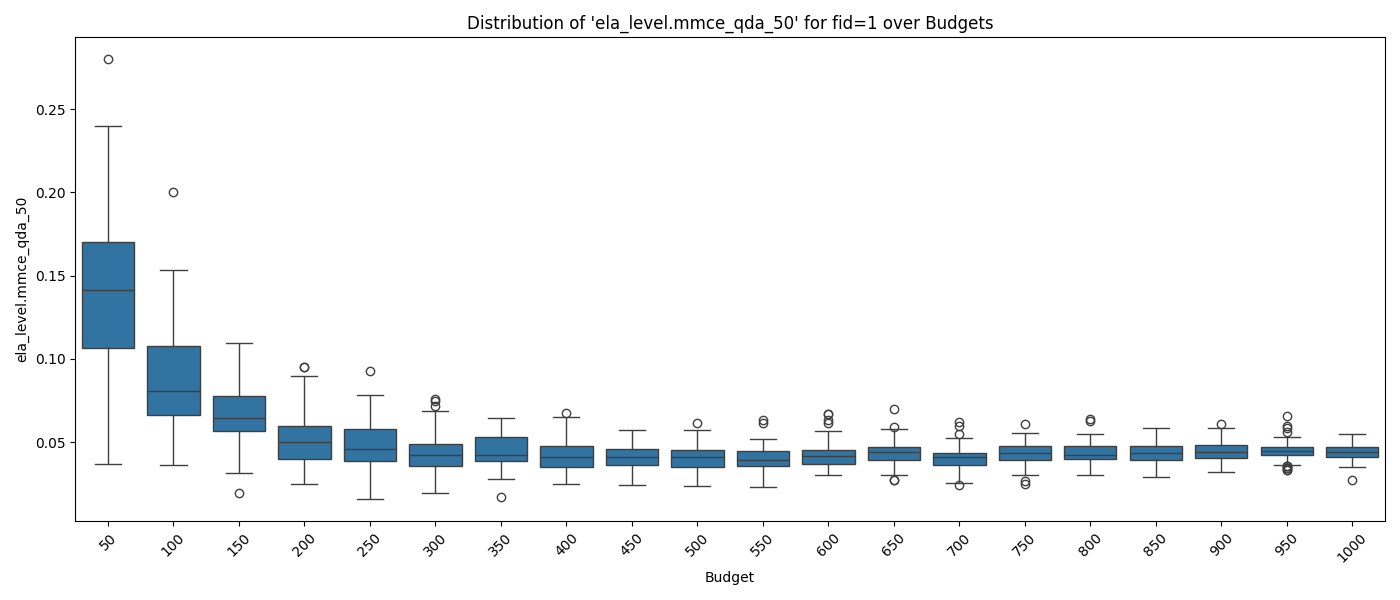 Distribution of 'ela_level.mmce_qda_50' for fid=1 over Budgets
ela_level.mmce_qda_50
0.25
0.20
0.15
0.10
0.05
50 100 150 200 250 300 350 400 450 500 550 600 650 700 750 800 850 900 950 1000
Budget